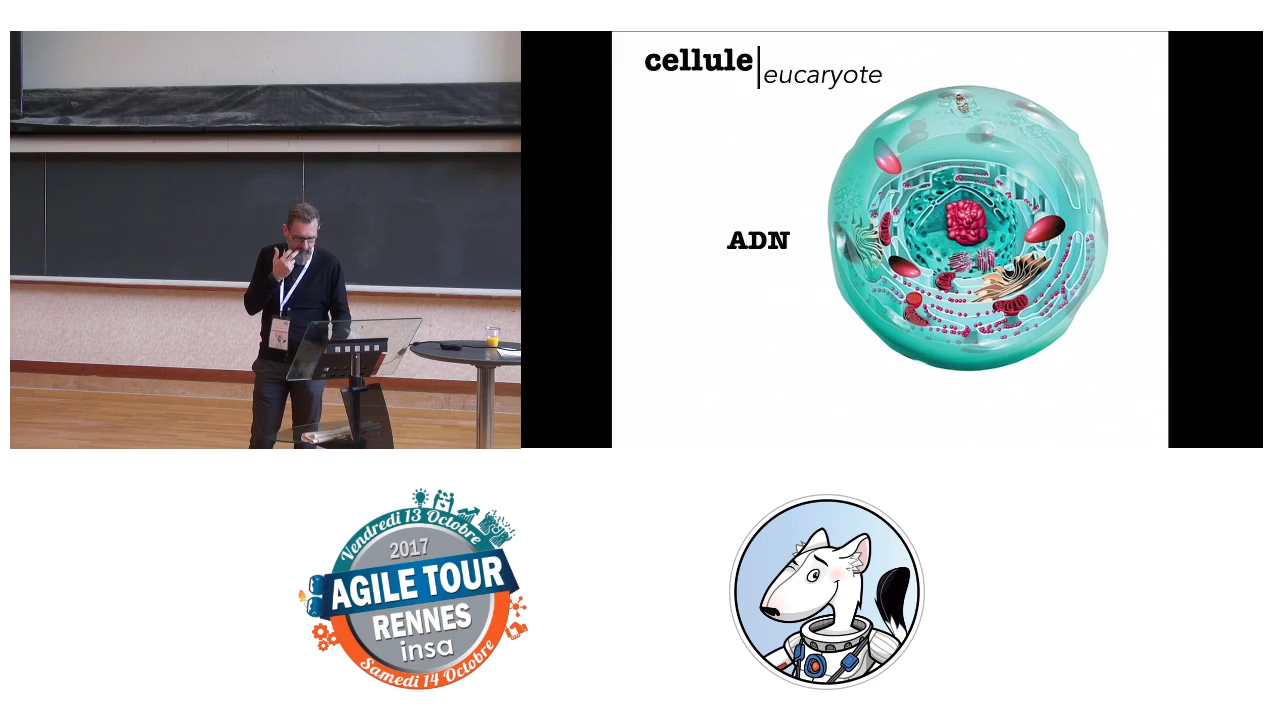 cellule
eucaryote
ADN
Vendredi 13 Octobre
2017
AGILE TOUR
RENNES
insa
Samedi 14 Octobre